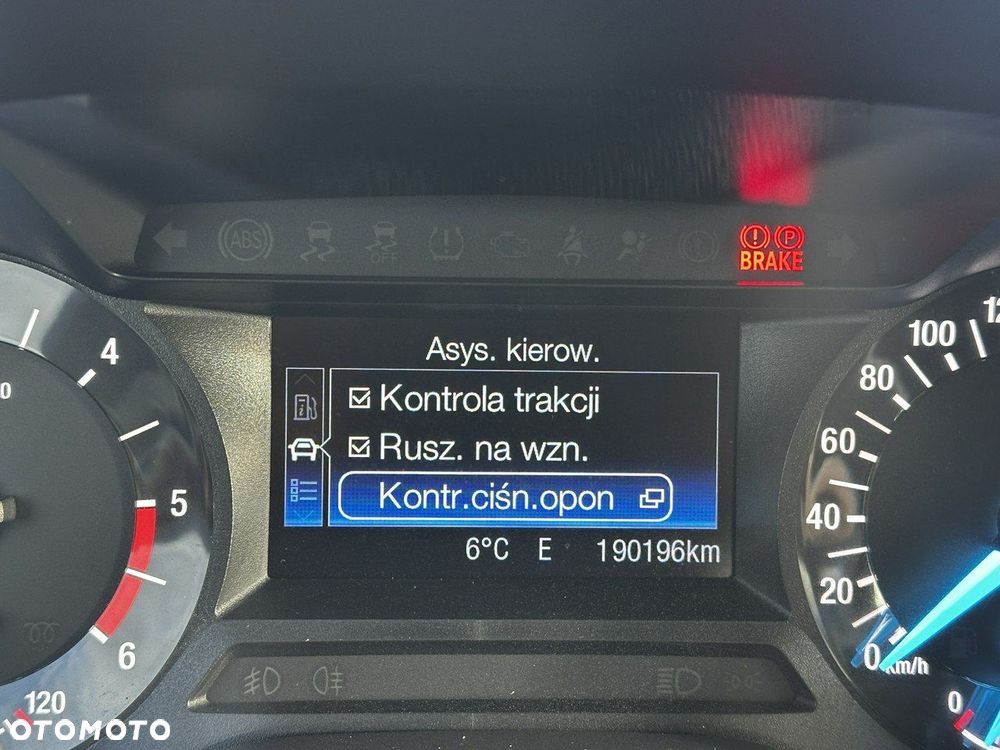 ABS
OFF
BRAKE
Asys. kierow.
Kontrola trakcji
Rusz. na wzn.
Kontr.ciśn.opon
6°C E 190196km
4
5
6
120
100
80
60
40
20
0
km/h
0
OTOMOTO